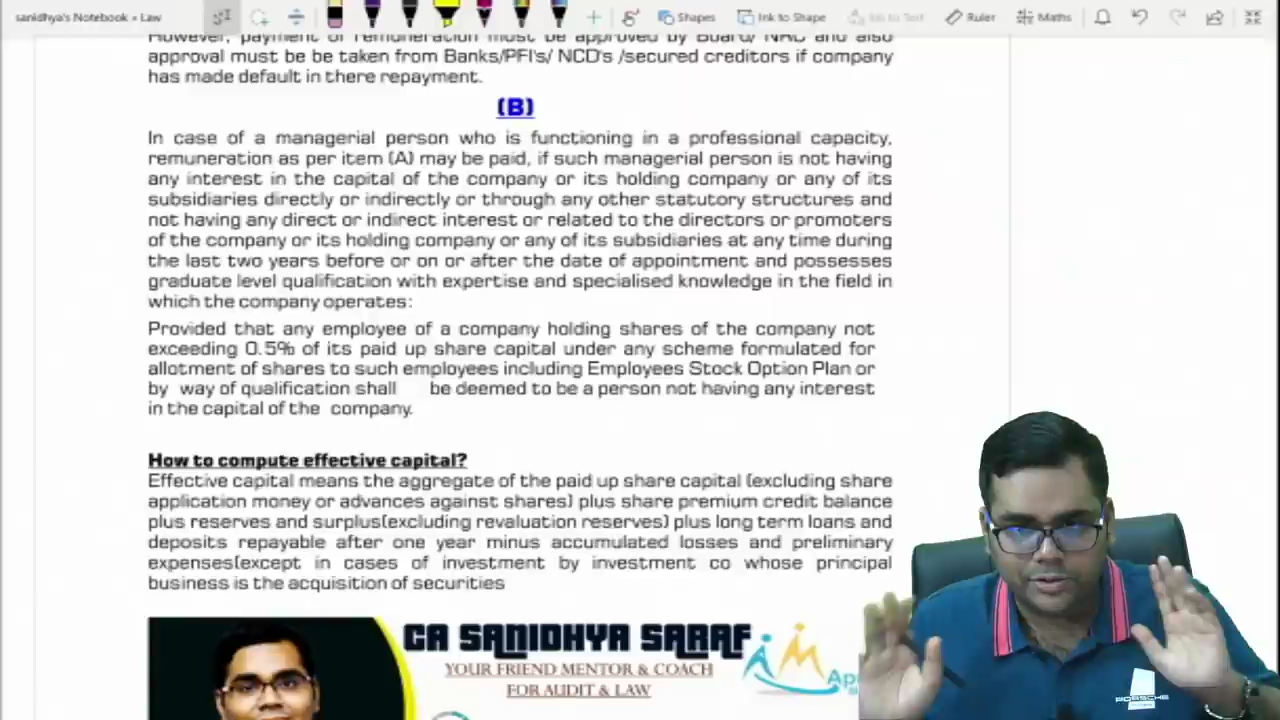 sanidhya's Notebook » Law
Shapes
Ink to Shape
Ink to Text
Ruler
Maths
However, payment of remuneration must be approved by Board/ NRC and also
approval must be be taken from Banks/PFI's/ NCD's /secured creditors if company
has made default in there repayment.
(B)
In case of a managerial person who is functioning in a professional capacity,
remuneration as per item (A) may be paid, if such managerial person is not having
any interest in the capital of the company or its holding company or any of its
subsidiaries directly or indirectly or through any other statutory structures and
not having any direct or indirect interest or related to the directors or promoters
of the company or its holding company or any of its subsidiaries at any time during
the last two years before or on or after the date of appointment and possesses
graduate level qualification with expertise and specialised knowledge in the field in
which the company operates:
Provided that any employee of a company holding shares of the company not
exceeding 0.5% of its paid up share capital under any scheme formulated for
allotment of shares to such employees including Employees Stock Option Plan or
by way of qualification shall be deemed to be a person not having any interest
in the capital of the company.
How to compute effective capital?
Effective capital means the aggregate of the paid up share capital (excluding share
application money or advances against shares) plus share premium credit balance
plus reserves and surplus(excluding revaluation reserves) plus long term loans and
deposits repayable after one year minus accumulated losses and preliminary
expenses(except in cases of investment by investment co whose principal
business is the acquisition of securities
CA SANIDHYA SARAF
YOUR FRIEND MENTOR & COACH
FOR AUDIT & LAW
PORSCHE